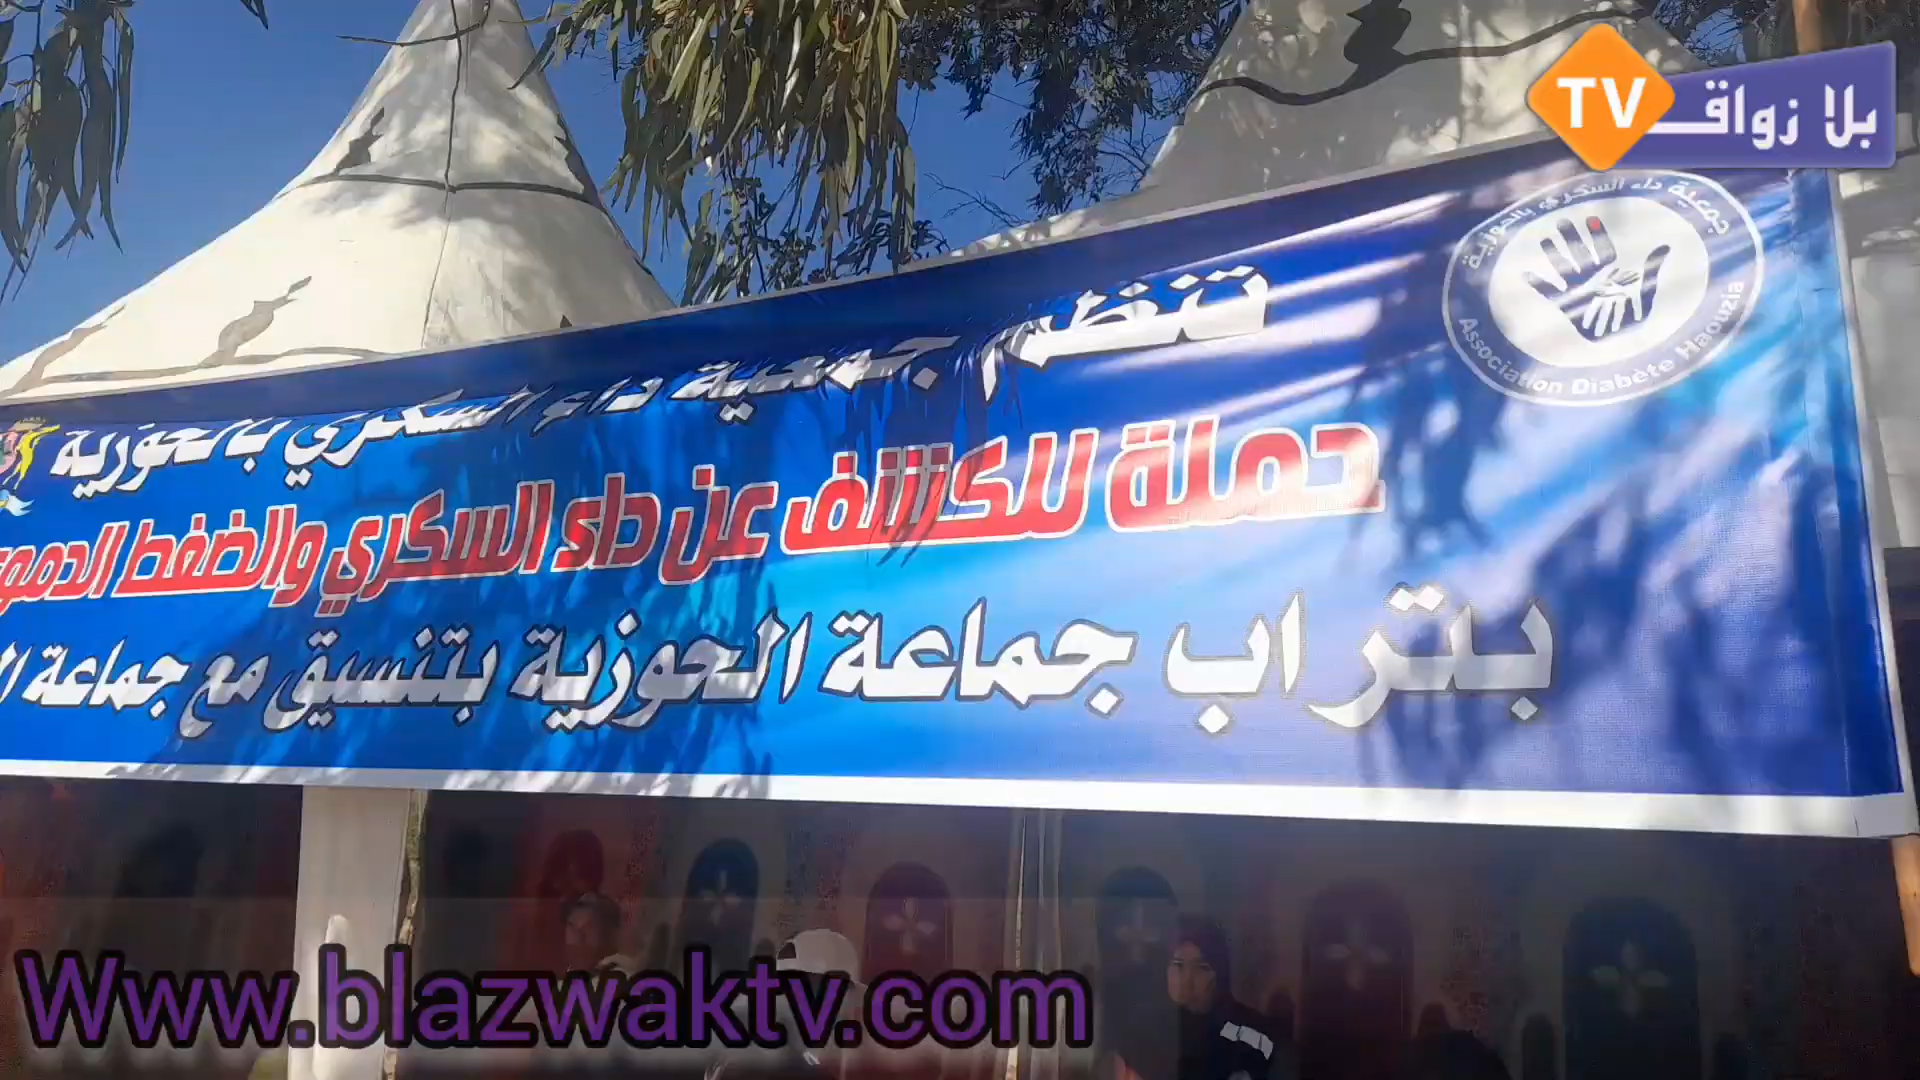 TV بلا زواق
جمعية داء السكري بالحوزية
Association Diabète Haouzia
تنظم جمعية داء السكري بالحوزية
حملة للكشف عن داء السكري والضغط الدموي
بتراب جماعة الحوزية بتنسيق مع جماعة
Www.blazwaktv.com